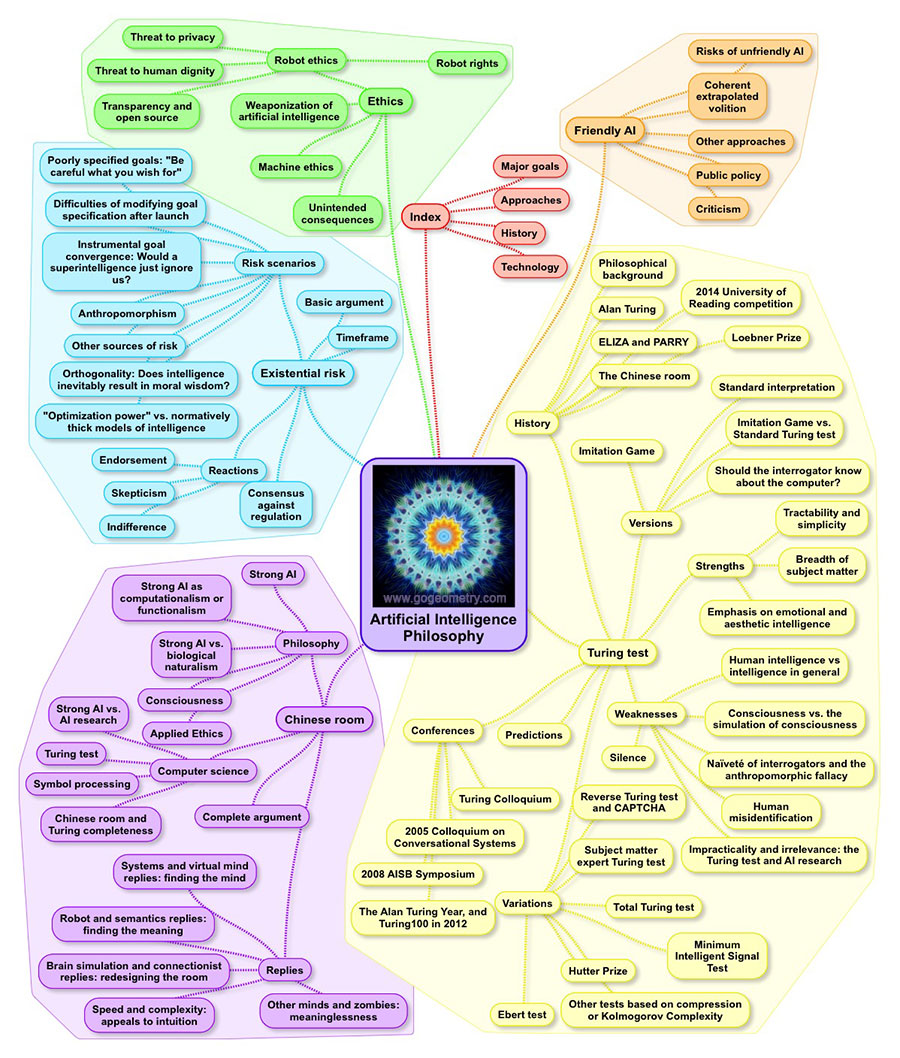 Threat to privacy
Threat to human dignity
Transparency and
open source
Robot ethics
Robot rights
Ethics
Weaponization of
artificial intelligence
Machine ethics
Unintended
consequences
Index
Major goals
Approaches
History
Technology
Friendly AI
Risks of unfriendly AI
Coherent
extrapolated
volition
Other approaches
Public policy
Criticism
Poorly specified goals: "Be
careful what you wish for"
Difficulties of modifying goal
specification after launch
Instrumental goal
convergence: Would a
superintelligence just ignore
us?
Risk scenarios
Anthropomorphism
Other sources of risk
Orthogonality: Does intelligence
inevitably result in moral wisdom?
"Optimization power" vs. normatively
thick models of intelligence
Basic argument
Timeframe
Existential risk
Endorsement
Skepticism
Indifference
Reactions
Consensus
against
regulation
www.gogeometry.com
Artificial Intelligence
Philosophy
Philosophical
background
Alan Turing
2014 University of
Reading competition
ELIZA and PARRY
Loebner Prize
The Chinese room
History
Standard interpretation
Imitation Game
Imitation Game vs.
Standard Turing test
Should the interrogator know
about the computer?
Versions
Tractability and
simplicity
Strengths
Breadth of
subject matter
Emphasis on emotional and
aesthetic intelligence
Turing test
Human intelligence vs
intelligence in general
Weaknesses
Consciousness vs. the
simulation of consciousness
Silence
Naïveté of interrogators and the
anthropomorphic fallacy
Human
misidentification
Impracticality and irrelevance: the
Turing test and AI research
Conferences
Predictions
Turing Colloquium
2005 Colloquium on
Conversational Systems
2008 AISB Symposium
The Alan Turing Year, and
Turing100 in 2012
Reverse Turing test
and CAPTCHA
Subject matter
expert Turing test
Variations
Total Turing test
Minimum
Intelligent Signal
Test
Hutter Prize
Ebert test
Other tests based on compression
or Kolmogorov Complexity
Strong AI
Strong AI as
computationalism or
functionalism
Philosophy
Strong AI vs.
biological
naturalism
Consciousness
Applied Ethics
Chinese room
Strong AI vs.
AI research
Turing test
Computer science
Symbol processing
Chinese room and
Turing completeness
Complete argument
Systems and virtual mind
replies: finding the mind
Robot and semantics replies:
finding the meaning
Brain simulation and connectionist
replies: redesigning the room
Replies
Speed and complexity:
appeals to intuition
Other minds and zombies:
meaninglessness